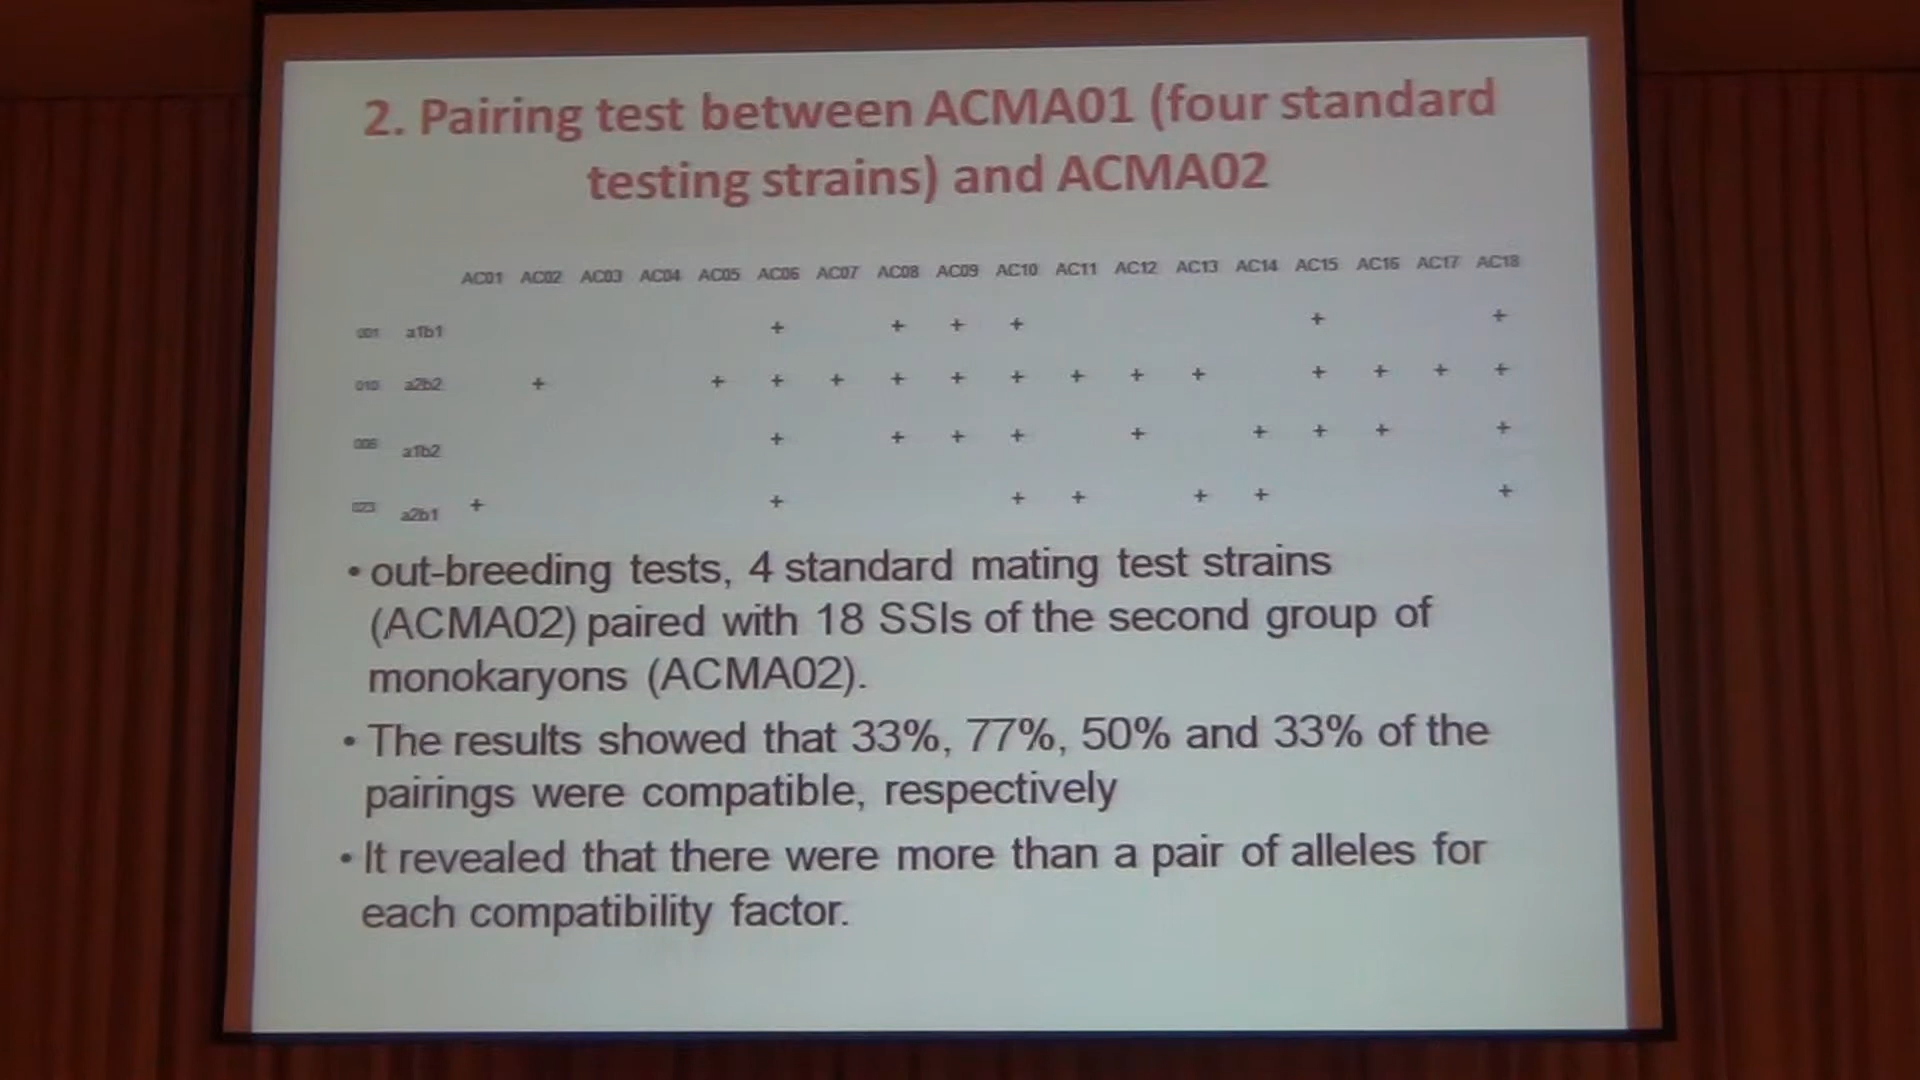 2. Pairing test between ACMA01 (four standard
testing strains) and ACMA02
AC01 AC02 AC03 AC04 AC05 AC06 AC07 AC08 AC09 AC10 AC11 AC12 AC13 AC14 AC15 AC16 AC17 AC18
001 a1b1 + + + + + +
010 a2b2 + + + + + + + + + + + + + +
006 a1b2 + + + + + + + + +
023 a2b1 + + + + + + +
• out-breeding tests, 4 standard mating test strains
(ACMA02) paired with 18 SSIs of the second group of
monokaryons (ACMA02).
• The results showed that 33%, 77%, 50% and 33% of the
pairings were compatible, respectively
• It revealed that there were more than a pair of alleles for
each compatibility factor.